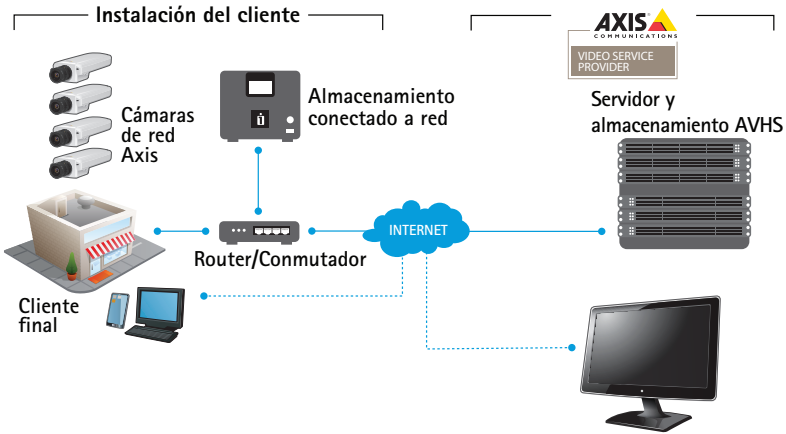 Instalación del cliente
AXIS
COMMUNICATIONS
VIDEO SERVICE
PROVIDER
Cámaras
de red
Axis
Almacenamiento
conectado a red
Servidor y
almacenamiento AVHS
INTERNET
Router/Conmutador
Cliente
final